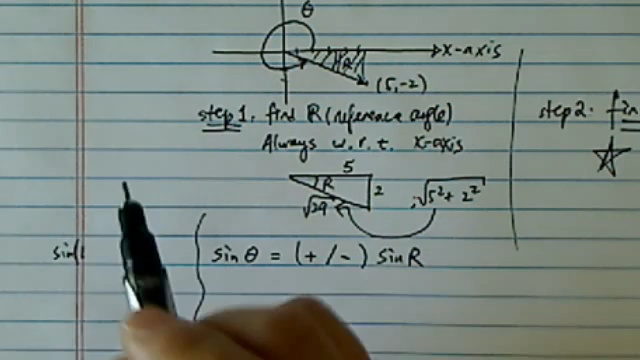 θ
R
x-axis
(5,-2)
step 1. find R (reference angle)
Always w.r.t. x-axis
step 2.
5
R
2
√29
√5²+2²
sin(
sin θ = (+/-) sin R